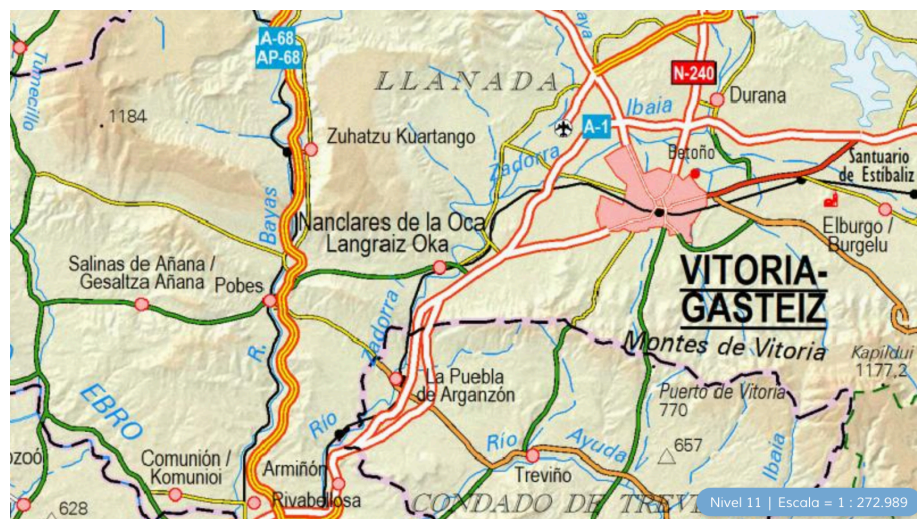 A-68
AP-68
N-240
LLANADA
Tumecillo
1184
Zuhatzu Kuartango
Durana
Ibaia
A-1
Zadorra
Betoño
Santuario
de Estíbaliz
Bayas
Nanclares de la Oca
Langraiz Oka
Elburgo /
Burgelu
Salinas de Añana /
Gesaltza Añana
Pobes
VITORIA-
GASTEIZ
Zadorra /
R.
Montes de Vitoria
Kapildui
1177,2
La Puebla
de Arganzón
Puerto de Vitoria
770
EBRO
Río
Río
Ayuda
657
Ibaia
Comunión /
Komunioi
Armiñón
Treviño
Rivabellosa
628
CONDADO DE
Nivel 11 | Escala = 1 : 272.989